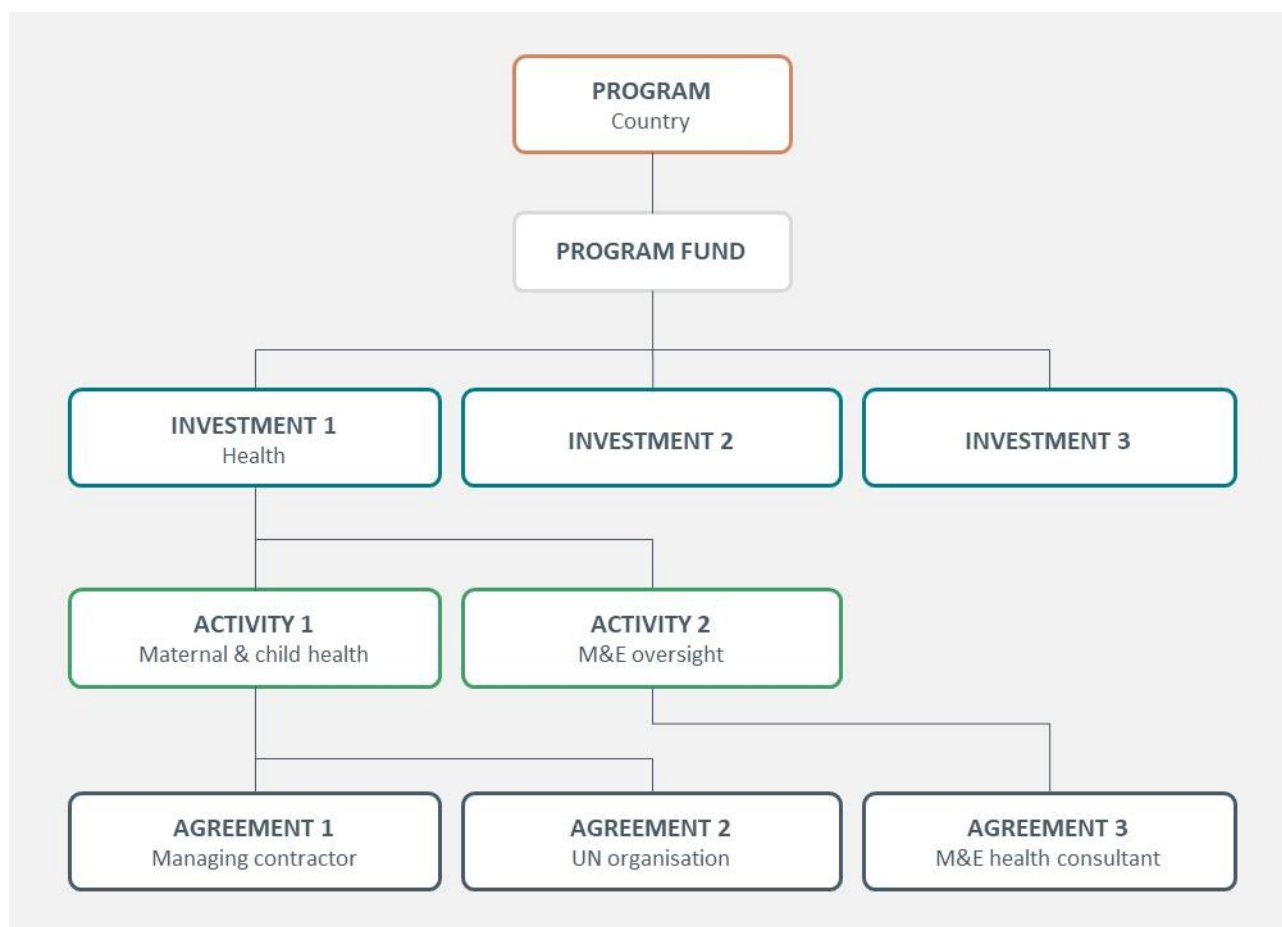 PROGRAM
Country
PROGRAM FUND
INVESTMENT 1
Health
INVESTMENT 2
INVESTMENT 3
ACTIVITY 1
Maternal & child health
ACTIVITY 2
M&E oversight
AGREEMENT 1
Managing contractor
AGREEMENT 2
UN organisation
AGREEMENT 3
M&E health consultant